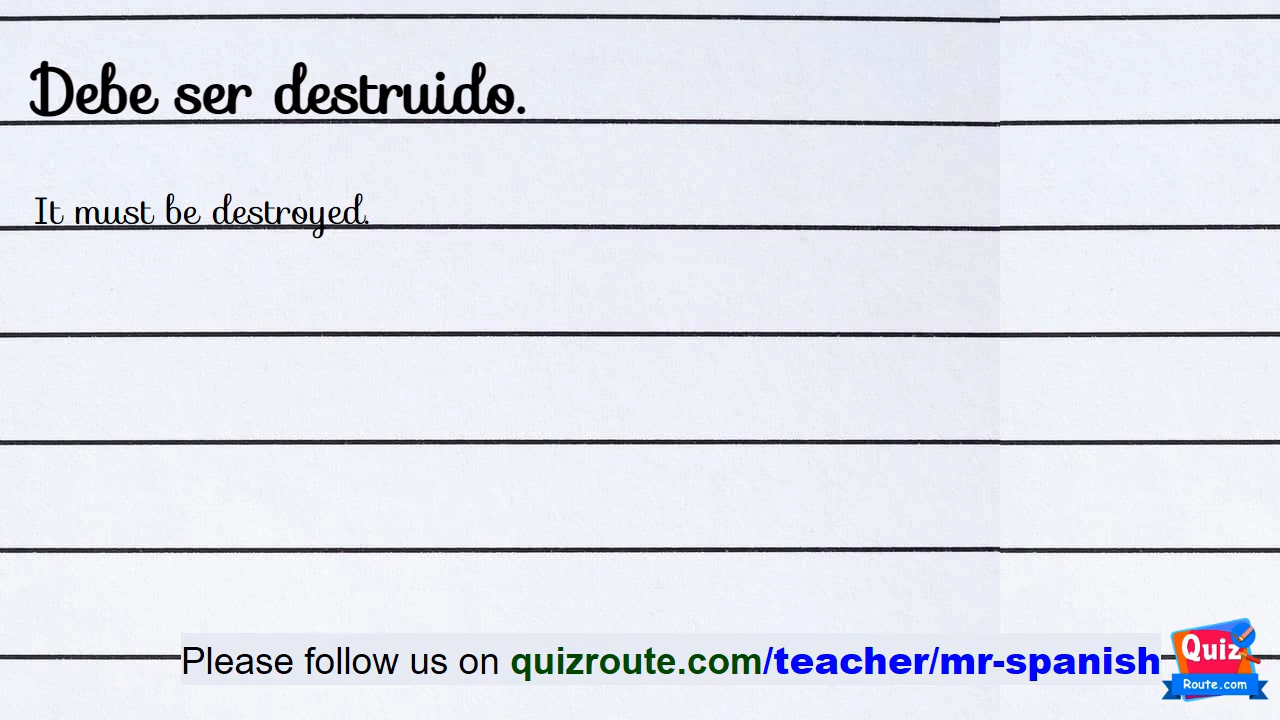 Debe ser destruido.
It must be destroyed.
Please follow us on quizroute.com/teacher/mr-spanish
Quiz
Route.com